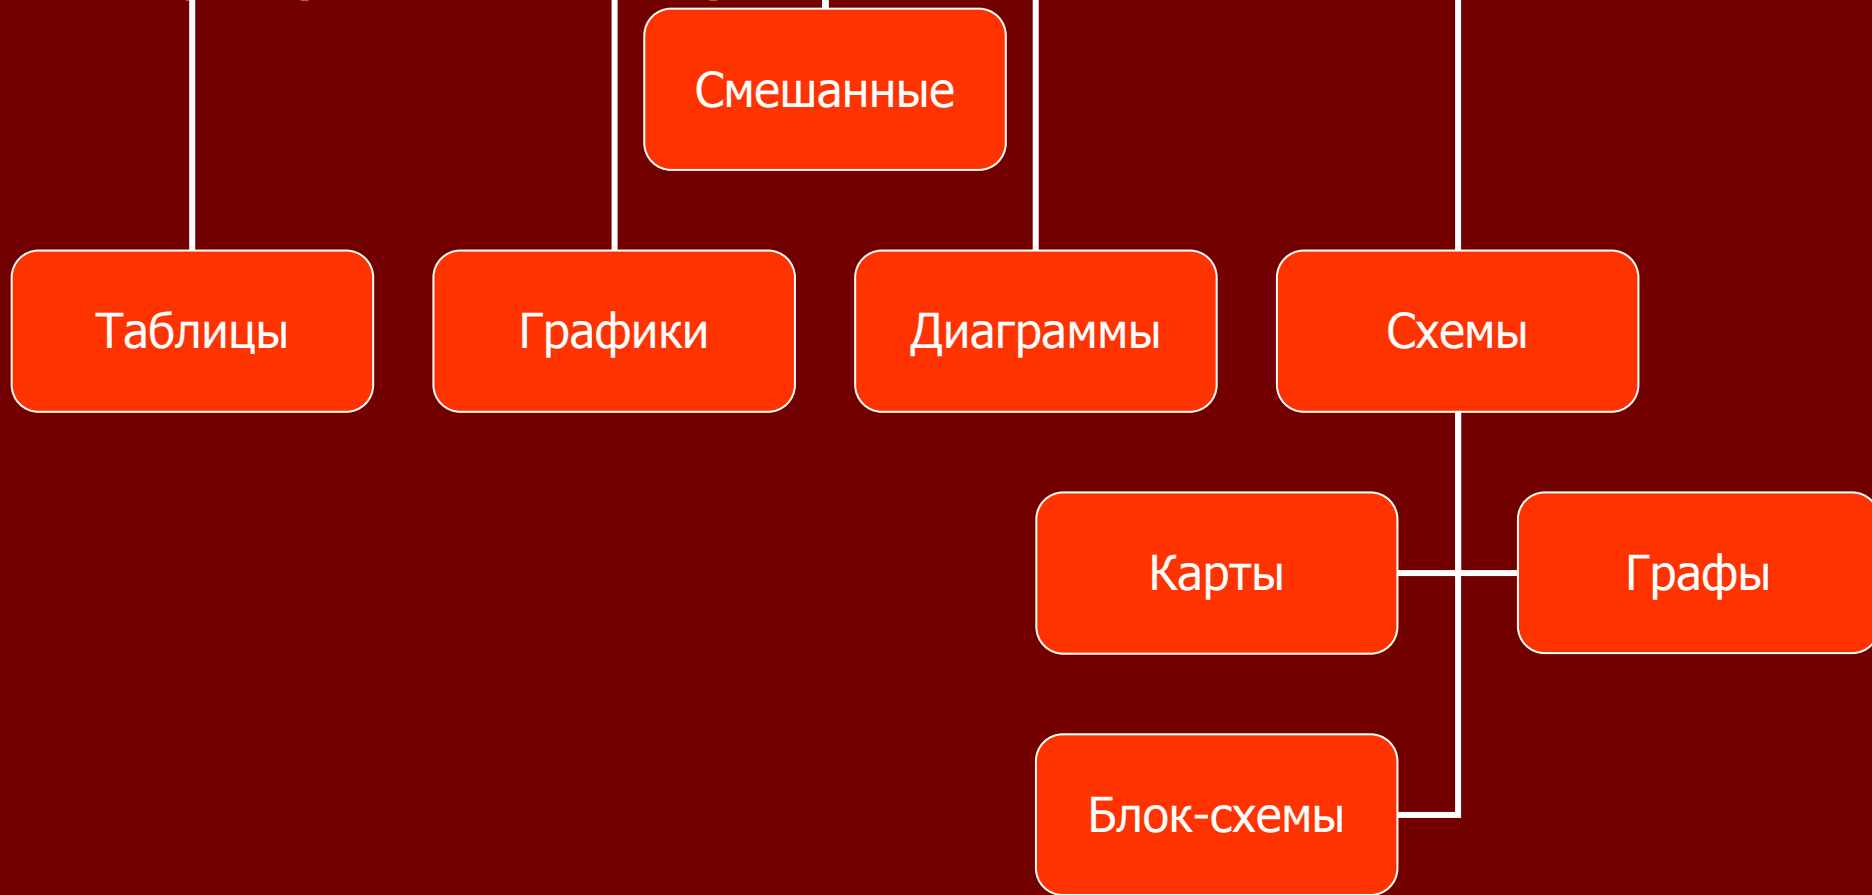 Смешанные
Таблицы
Графики
Диаграммы
Схемы
Карты
Графы
Блок-схемы